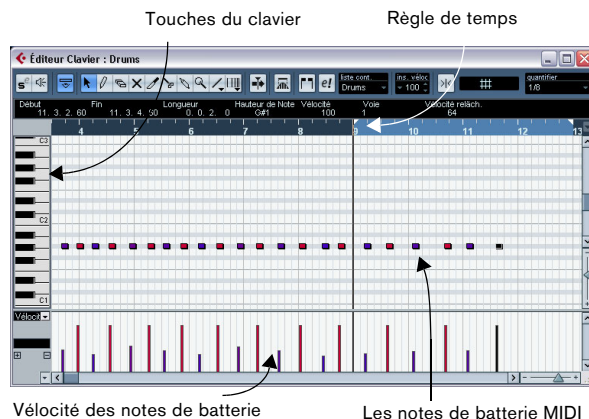 Touches du clavier
Règle de temps
Éditeur Clavier : Drums
liste cont.
ins. véloc
quantifier
Drums
100
1/8
Début
Fin
Longueur
Hauteur de Note
Vélocité
Voie
Vélocité relâch.
11. 3. 2. 60
11. 3. 4. 60
0. 0. 2. 0
G#1
100
1
64
4 5 6 7 8 9 10 11 12 13
C3
C2
C1
Vélocit
Vélocité des notes de batterie
Les notes de batterie MIDI